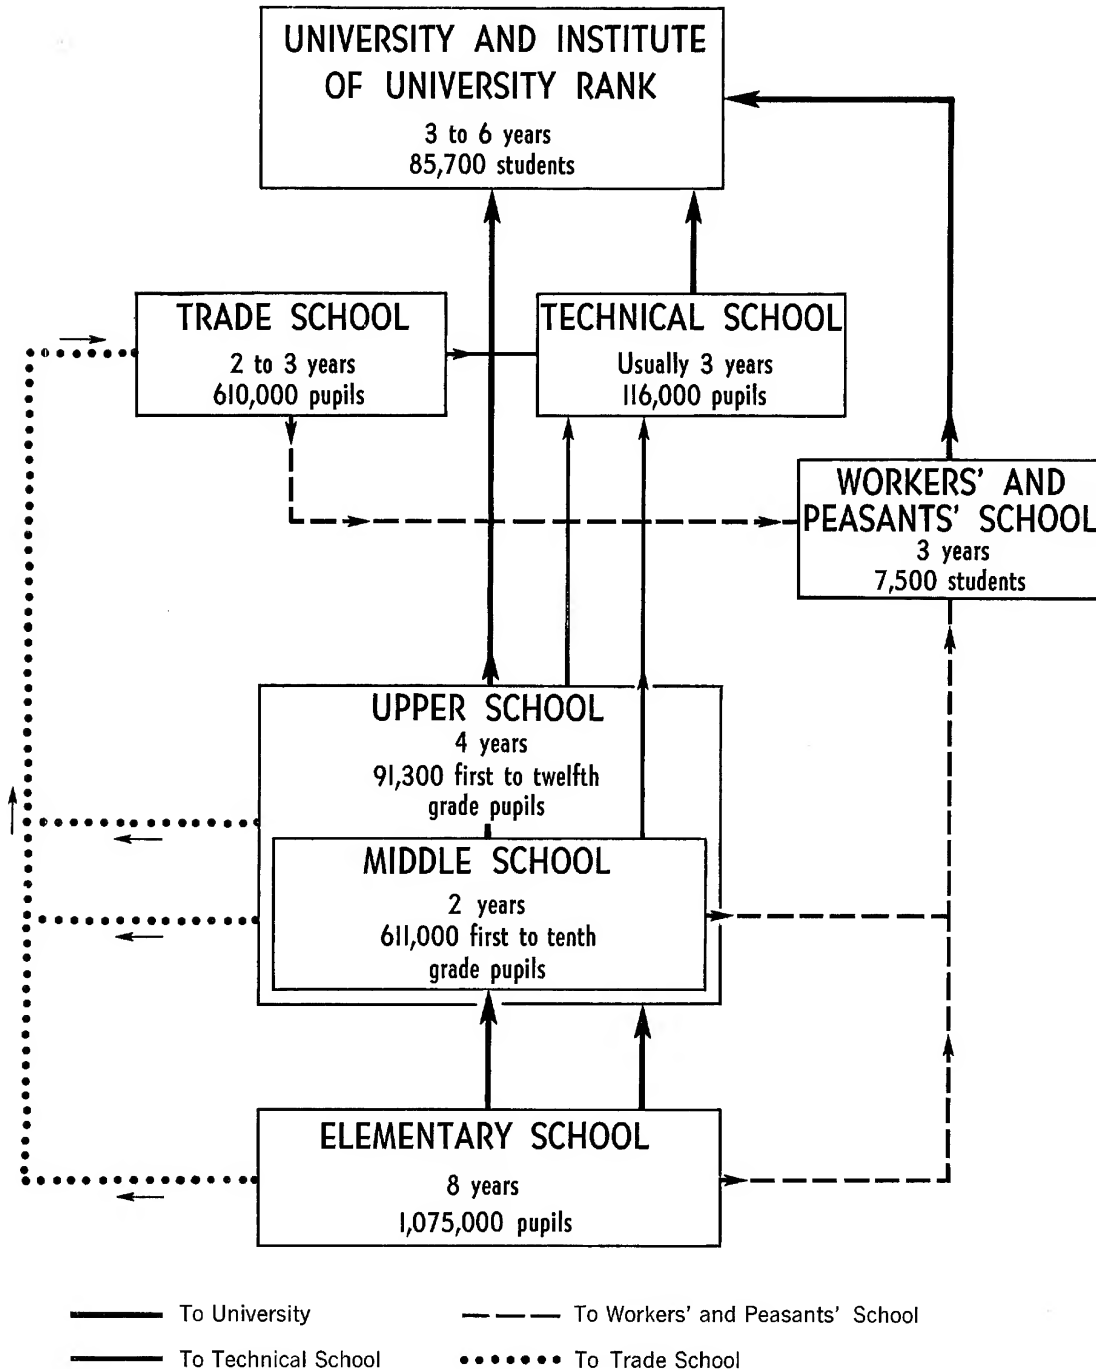 UNIVERSITY AND INSTITUTE
OF UNIVERSITY RANK
3 to 6 years
85,700 students
TRADE SCHOOL
2 to 3 years
610,000 pupils
TECHNICAL SCHOOL
Usually 3 years
116,000 pupils
WORKERS' AND
PEASANTS' SCHOOL
3 years
7,500 students
UPPER SCHOOL
4 years
91,300 first to twelfth
grade pupils
MIDDLE SCHOOL
2 years
611,000 first to tenth
grade pupils
ELEMENTARY SCHOOL
8 years
1,075,000 pupils
To University
To Workers' and Peasants' School
To Technical School
To Trade School